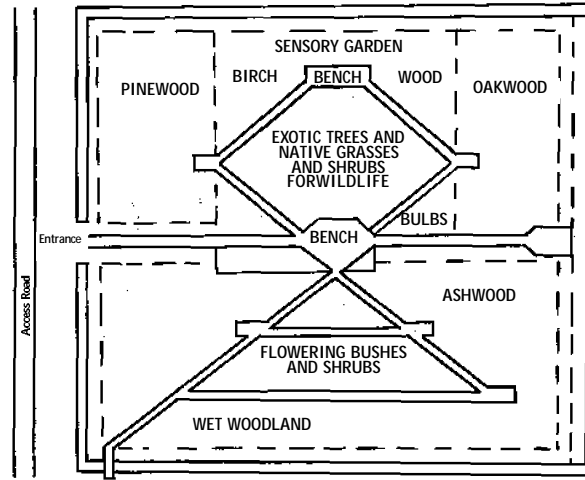 SENSORY GARDEN
PINEWOOD
BIRCH
BENCH
WOOD
OAKWOOD
EXOTIC TREES AND
NATIVE GRASSES
AND SHRUBS
FORWILDLIFE
BULBS
Entrance
BENCH
Access Road
ASHWOOD
FLOWERING BUSHES
AND SHRUBS
WET WOODLAND